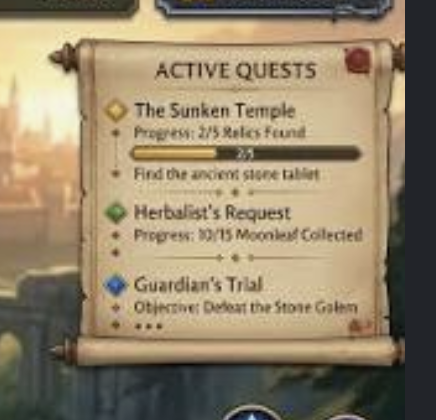 ACTIVE QUESTS
The Sunken Temple
Progress: 2/5 Relics Found
2/5
Find the ancient stone tablet
Herbalist's Request
Progress: 10/15 Moonleaf Collected
Guardian's Trial
Objective: Defeat the Stone Golem
•••